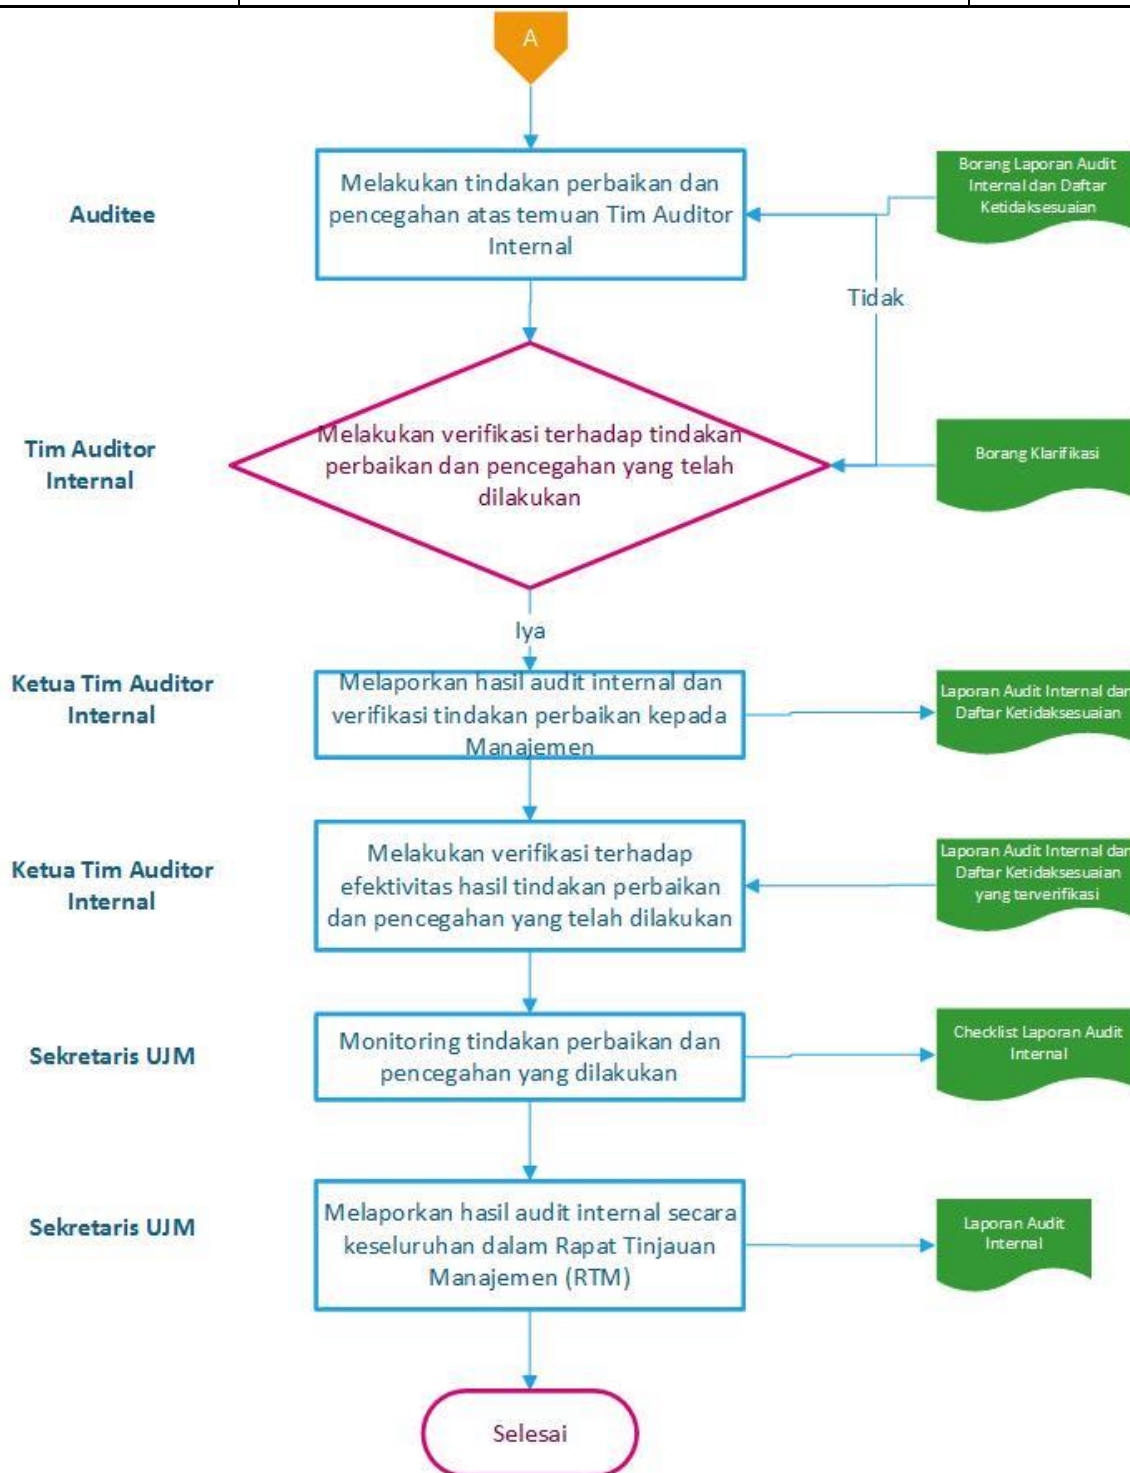 A
Auditee
Melakukan tindakan perbaikan dan
pencegahan atas temuan Tim Auditor
Internal
Borang Laporan Audit
Internal dan Daftar
Ketidaksesuaian
Tidak
Tim Auditor
Internal
Melakukan verifikasi terhadap tindakan
perbaikan dan pencegahan yang telah
dilakukan
Borang Klarifikasi
Iya
Ketua Tim Auditor
Internal
Melaporkan hasil audit internal dan
verifikasi tindakan perbaikan kepada
Manajemen
Laporan Audit Internal dan
Daftar Ketidaksesuaian
Ketua Tim Auditor
Internal
Melakukan verifikasi terhadap
efektivitas hasil tindakan perbaikan
dan pencegahan yang telah dilakukan
Laporan Audit Internal dan
Daftar Ketidaksesuaian
yang terverifikasi
Sekretaris UJM
Monitoring tindakan perbaikan dan
pencegahan yang dilakukan
Checklist Laporan Audit
Internal
Sekretaris UJM
Melaporkan hasil audit internal secara
keseluruhan dalam Rapat Tinjauan
Manajemen (RTM)
Laporan Audit
Internal
Selesai